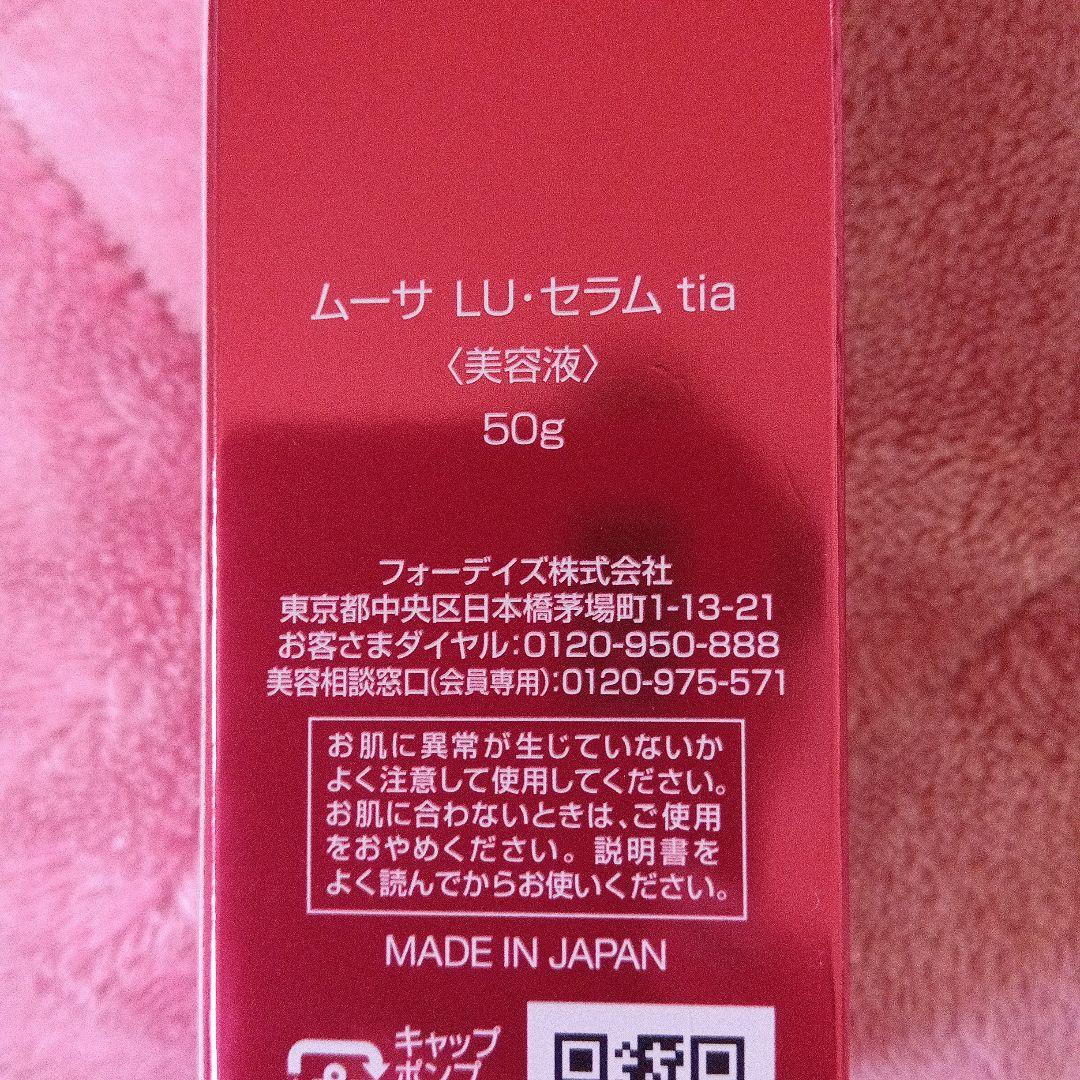 ムーサ LU・セラム tia
〈美容液〉
50g
フォーデイズ株式会社
東京都中央区日本橋茅場町1-13-21
お客さまダイヤル:0120-950-888
美容相談窓口(会員専用):0120-975-571
お肌に異常が生じていないか
よく注意して使用してください。
お肌に合わないときは、ご使用
をおやめください。説明書を
よく読んでからお使いください。
MADE IN JAPAN
キャップ
ポンプ